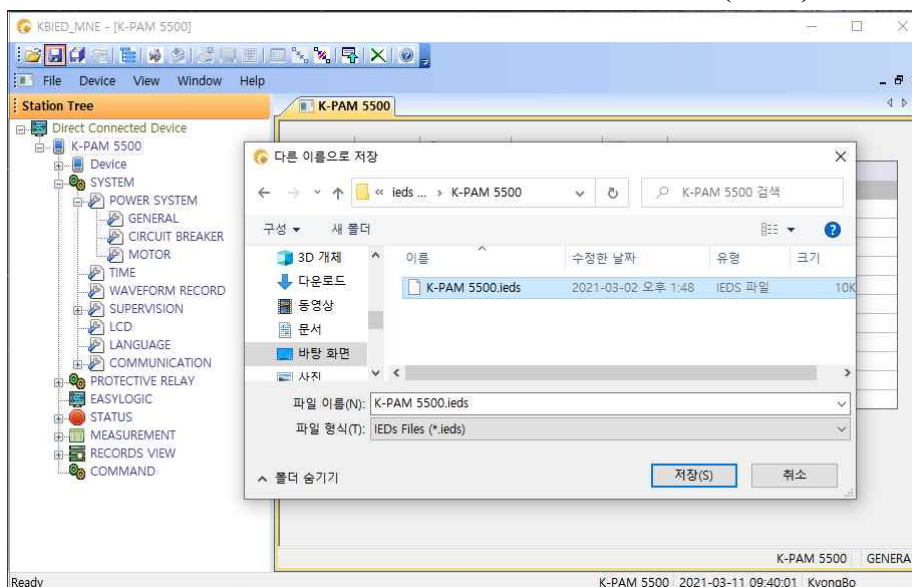 KBIED_MNE - [K-PAM 5500]
File Device View Window Help
Station Tree
K-PAM 5500
Direct Connected Device
K-PAM 5500
Device
SYSTEM
POWER SYSTEM
GENERAL
CIRCUIT BREAKER
MOTOR
TIME
WAVEFORM RECORD
SUPERVISION
LCD
LANGUAGE
COMMUNICATION
PROTECTIVE RELAY
EASYLOGIC
STATUS
MEASUREMENT
RECORDS VIEW
COMMAND
다른 이름으로 저장
« ieds ... › K-PAM 5500
K-PAM 5500 검색
구성 새 폴더
이름 수정한 날짜 유형 크기
3D 개체
다운로드
동영상
문서
바탕 화면
사진
K-PAM 5500.ieds 2021-03-02 오후 1:48 IEDS 파일 10K
파일 이름(N): K-PAM 5500.ieds
파일 형식(T): IEDs Files (*.ieds)
폴더 숨기기
저장(S) 취소
K-PAM 5500 GENERA
Ready K-PAM 5500 2021-03-11 09:40:01 KyongBo